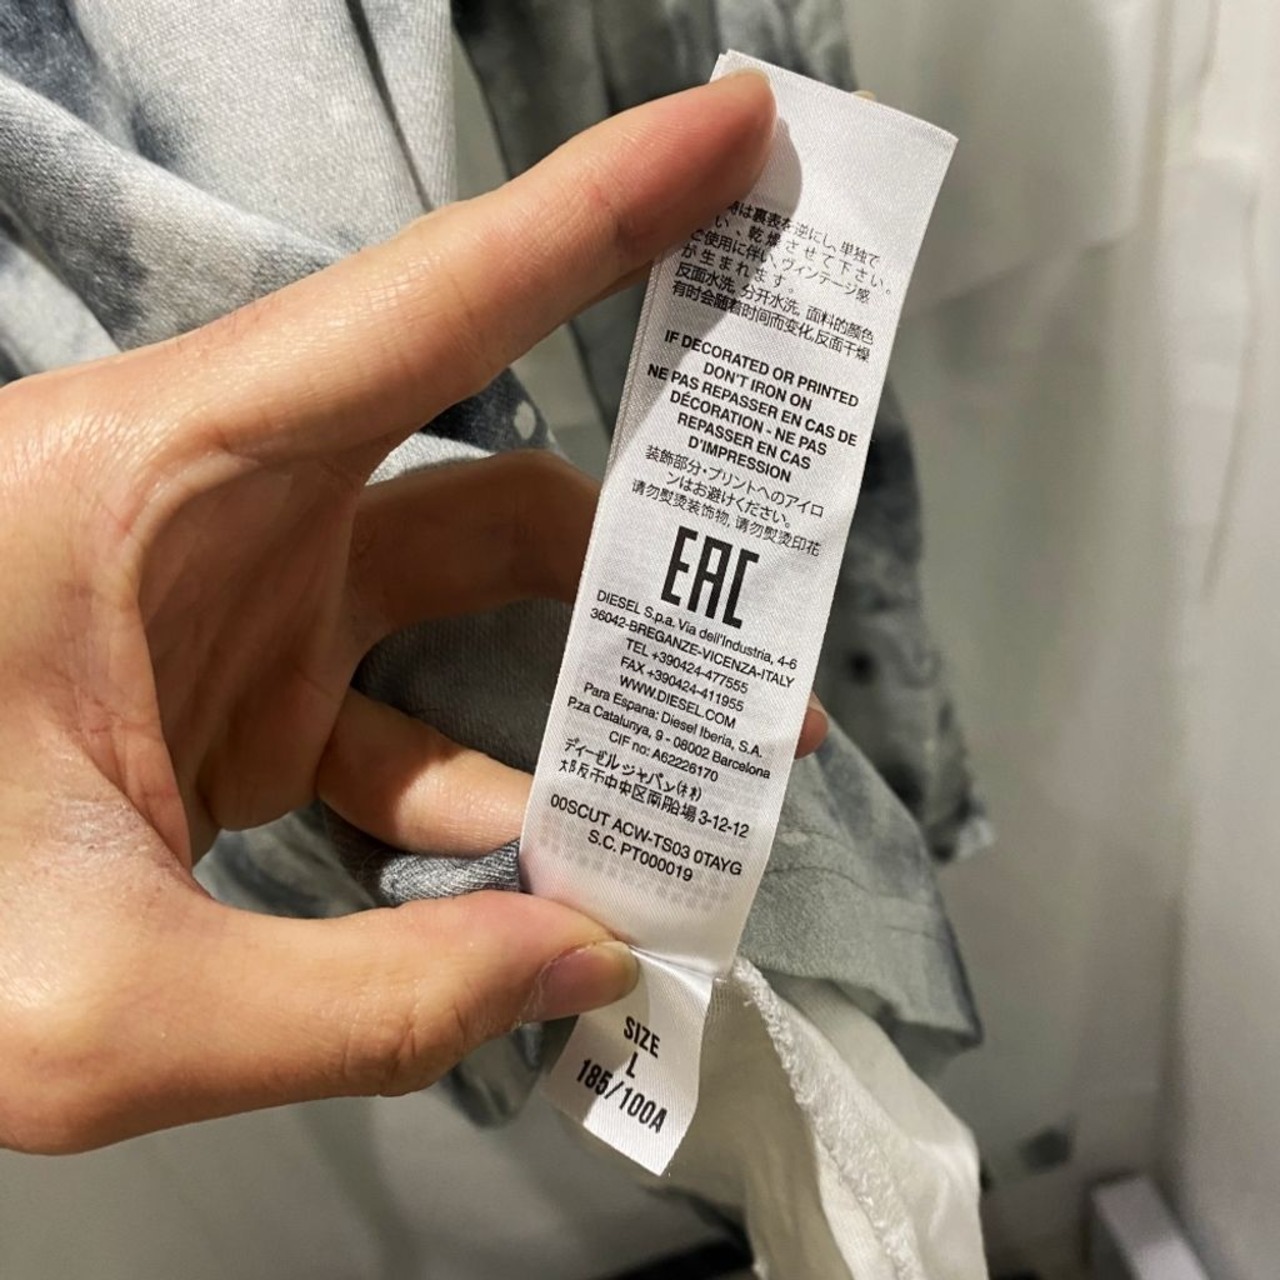 時は裏表を逆にし、単独で
い、乾燥させて下さい。
ご使用に伴い、ヴィンテージ感
が生まれます。
反面水洗, 分开水洗, 面料的颜色
有时会随着时间而变化,反面干燥
IF DECORATED OR PRINTED
DON'T IRON ON
NE PAS REPASSER EN CAS DE
DÉCORATION - NE PAS
REPASSER EN CAS
D'IMPRESSION
装飾部分・プリントへのアイロ
ンはお避けください。
请勿熨烫装饰物, 请勿熨烫印花
EAC
DIESEL S.p.a. Via dell'Industria, 4-6
36042-BREGANZE-VICENZA-ITALY
TEL +390424-477555
FAX +390424-411955
WWW.DIESEL.COM
Para Espana: Diesel Iberia, S.A.
P.za Catalunya, 9 - 08002 Barcelona
CIF no: A62226170
ディーゼルジャパン(株)
大阪市中央区南船場 3-12-12
00SCUT ACW-TS03 0TAYG
S.C. PT000019
SIZE
L
185/100A